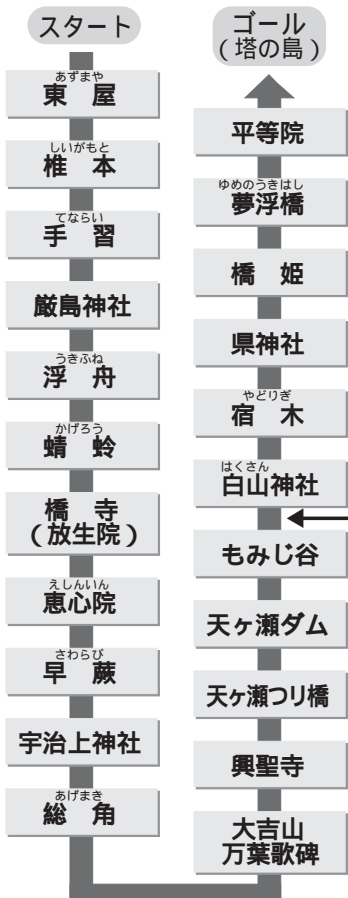 スタート
あずまや
東 屋
しいがもと
椎 本
てならい
手 習
厳島神社
うきふね
浮 舟
かげろう
蜻 蛉
橋 寺
(放生院)
えしんいん
恵心院
さわらび
早 蕨
宇治上神社
あげまき
総 角
大吉山
万葉歌碑
興聖寺
天ヶ瀬つり橋
天ヶ瀬ダム
もみじ谷
はくさん
白山神社
やどりぎ
宿 木
県神社
橋 姫
ゆめのうきはし
夢浮橋
平等院
ゴール
(塔の島)